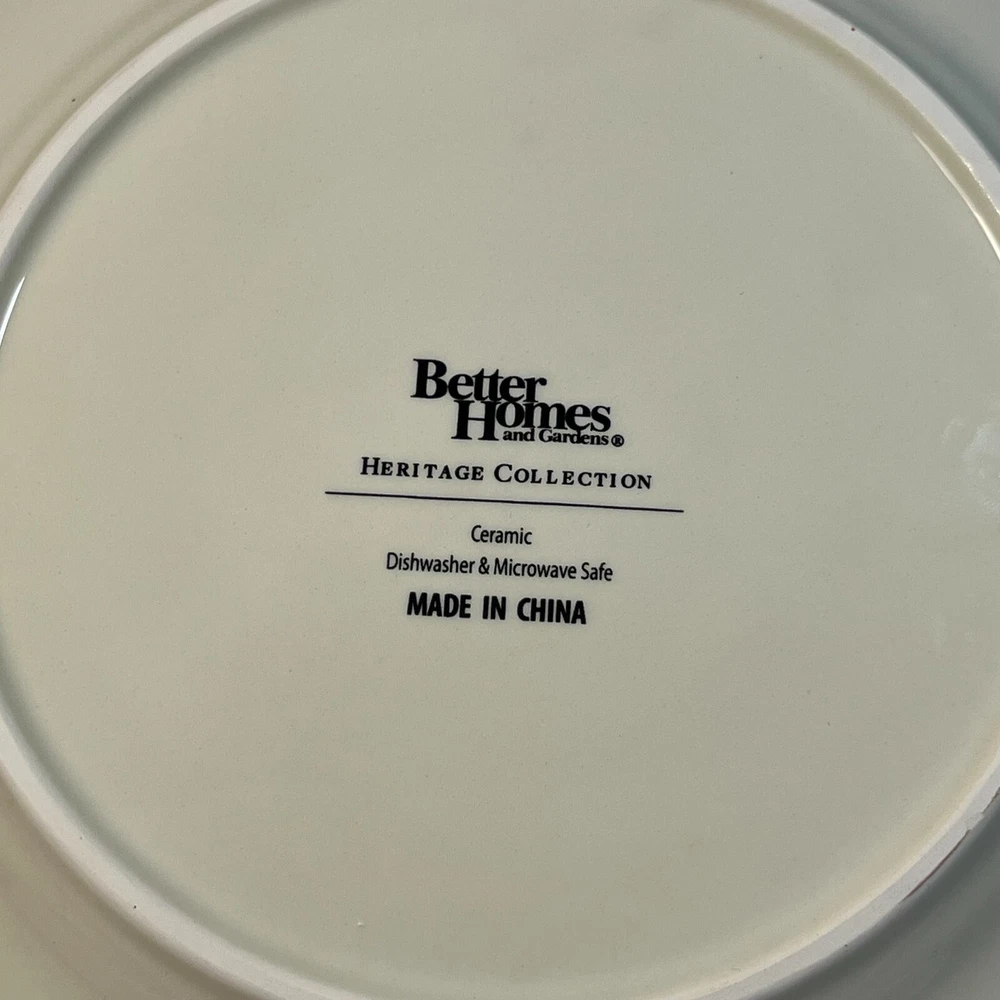 Better
Homes
and Gardens®
HERITAGE COLLECTION
Ceramic
Dishwasher & Microwave Safe
MADE IN CHINA